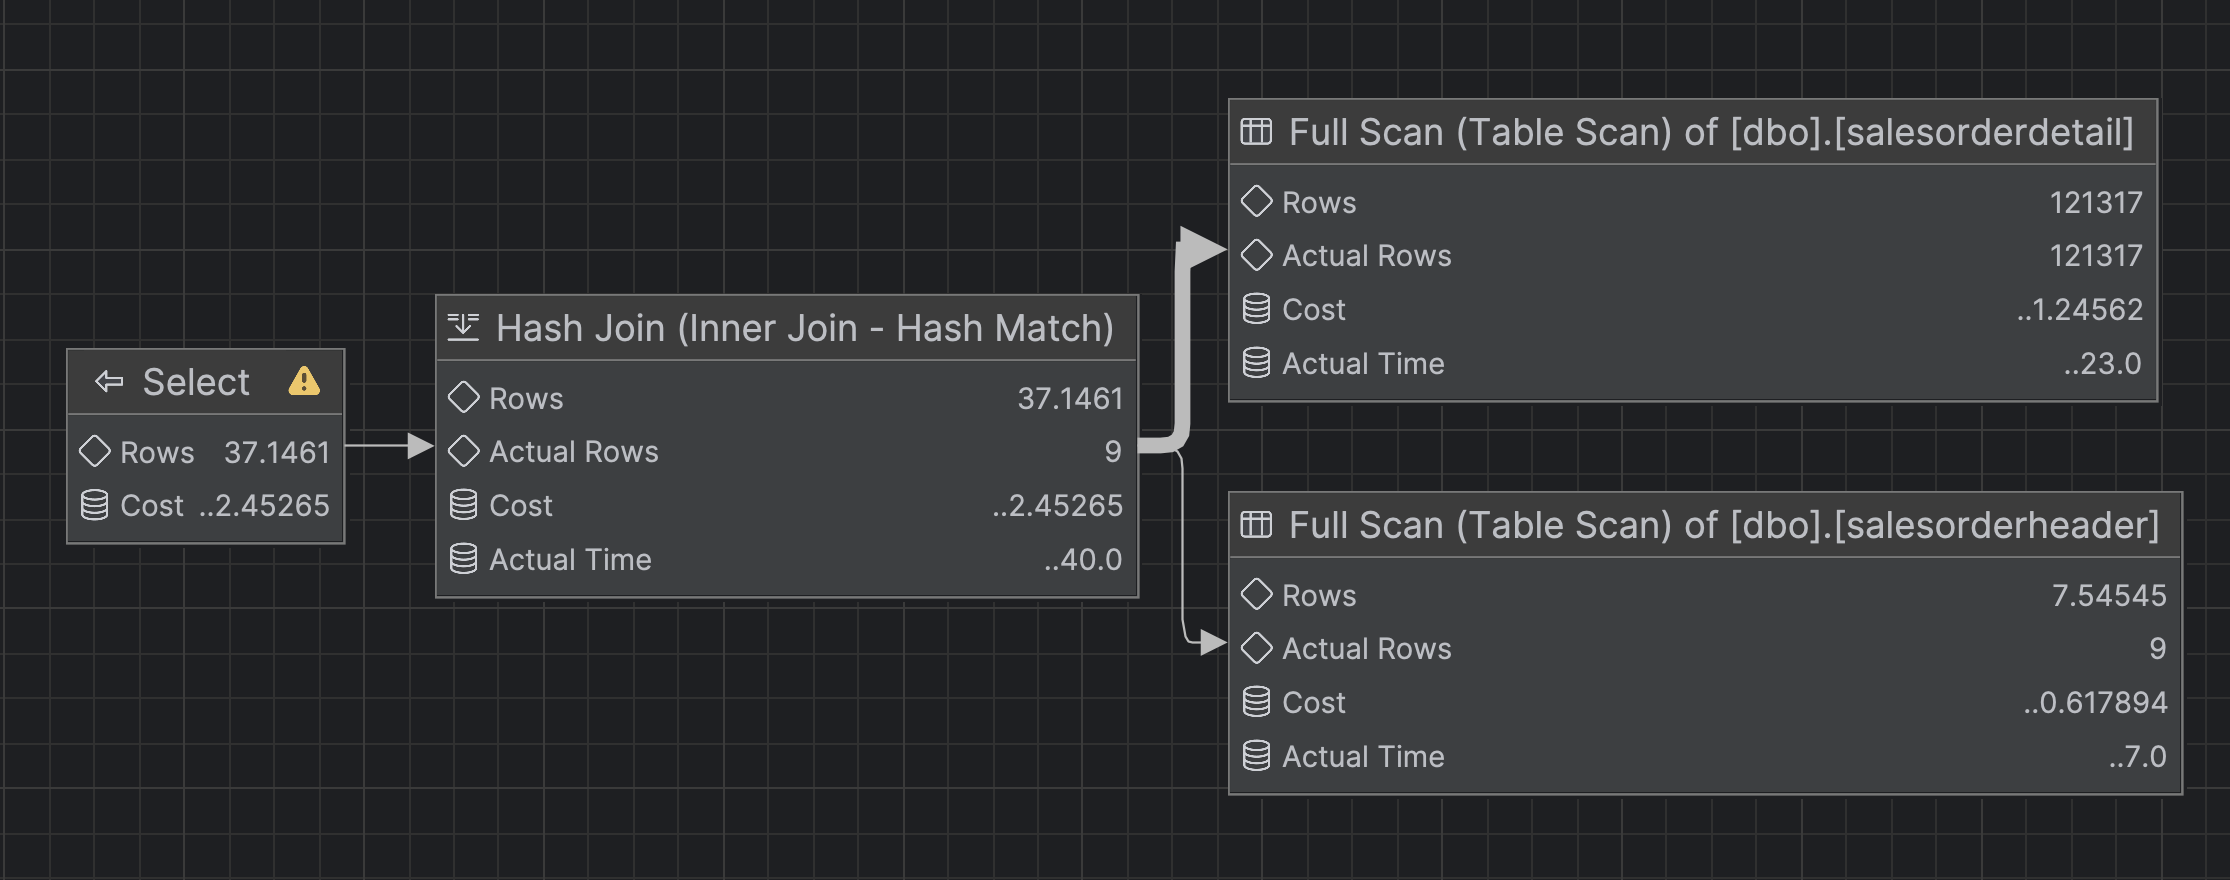 Select
Rows 37.1461
Cost ..2.45265
Hash Join (Inner Join - Hash Match)
Rows 37.1461
Actual Rows 9
Cost ..2.45265
Actual Time ..40.0
Full Scan (Table Scan) of [dbo].[salesorderdetail]
Rows 121317
Actual Rows 121317
Cost ..1.24562
Actual Time ..23.0
Full Scan (Table Scan) of [dbo].[salesorderheader]
Rows 7.54545
Actual Rows 9
Cost ..0.617894
Actual Time ..7.0